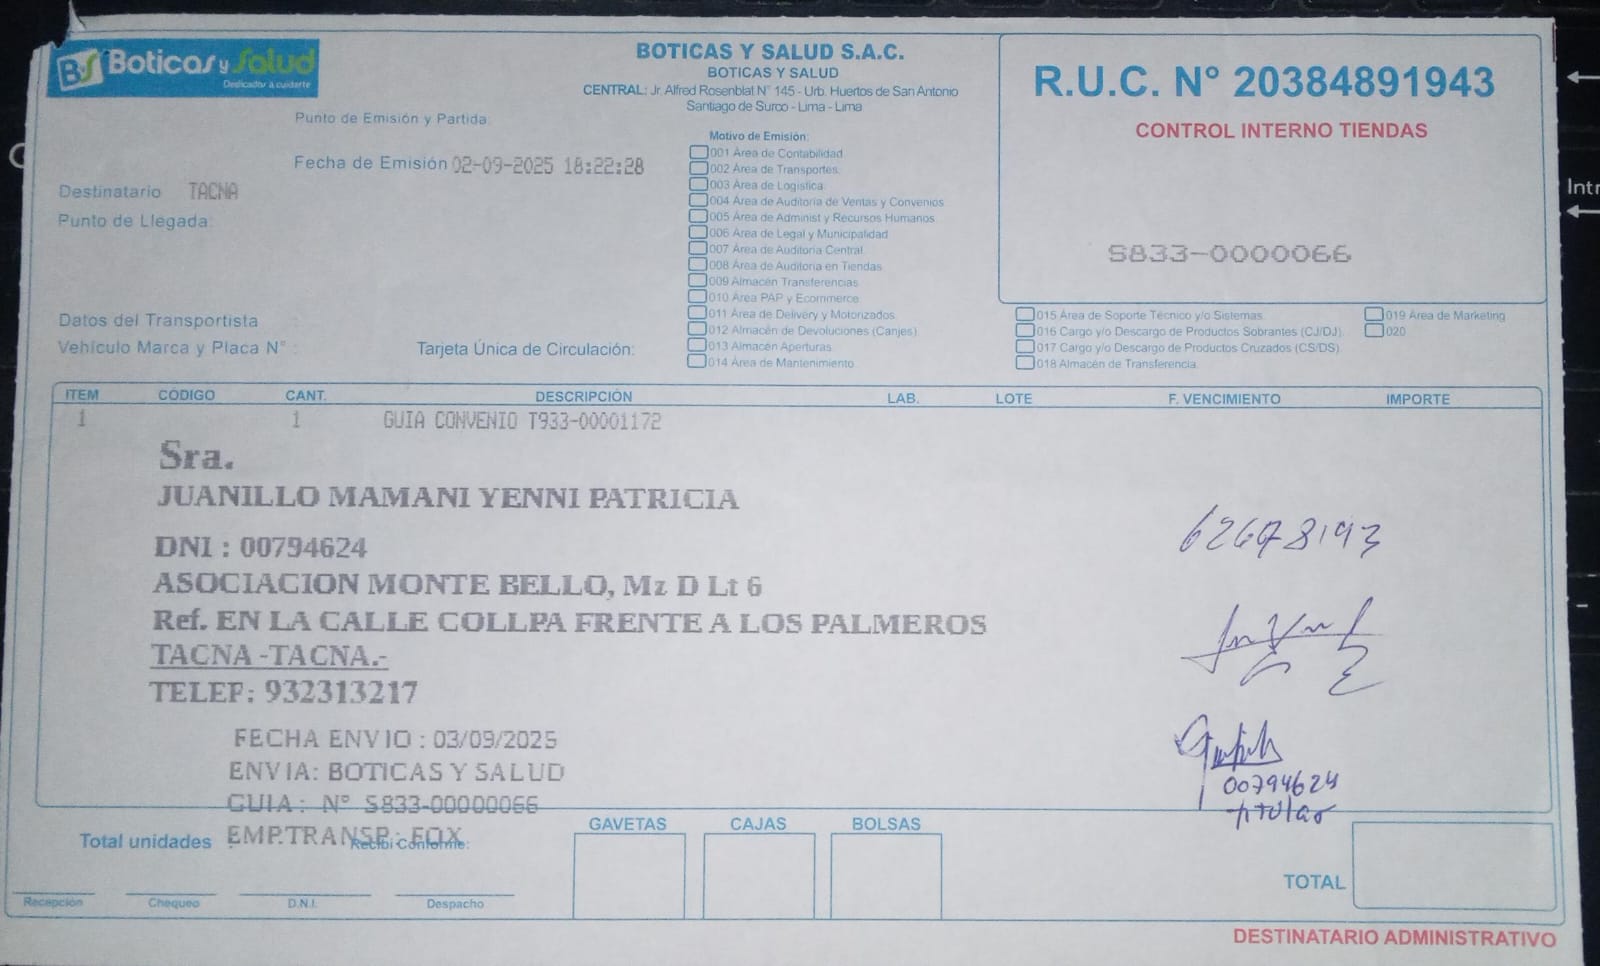 Boticas y Salud
Dedicados a cuidarte
BOTICAS Y SALUD S.A.C.
BOTICAS Y SALUD
CENTRAL: Jr. Alfred Rosenblat N° 145 - Urb. Huertos de San Antonio
Santiago de Surco - Lima - Lima
R.U.C. N° 20384891943
CONTROL INTERNO TIENDAS
S833-0000066
Punto de Emisión y Partida:
Fecha de Emisión 02-09-2025 18:22:28
Destinatario TACNA
Punto de Llegada:
Datos del Transportista
Vehículo Marca y Placa N° :
Tarjeta Única de Circulación:
Motivo de Emisión:
001 Área de Contabilidad
002 Área de Transportes
003 Área de Logística
004 Área de Auditoria de Ventas y Convenios
005 Área de Administ y Recursos Humanos
006 Área de Legal y Municipalidad
007 Área de Auditoria Central
008 Área de Auditoria en Tiendas
009 Almacén Transferencias
010 Área PAP y Ecommerce
011 Área de Delivery y Motorizados
012 Almacén de Devoluciones (Canjes)
013 Almacén Aperturas
014 Área de Mantenimiento
015 Área de Soporte Técnico y/o Sistemas
016 Cargo y/o Descargo de Productos Sobrantes (CJ/DJ)
017 Cargo y/o Descargo de Productos Cruzados (CS/DS)
018 Almacén de Transferencia
019 Área de Marketing
020
ITEM CÓDIGO CANT. DESCRIPCIÓN LAB. LOTE F. VENCIMIENTO IMPORTE
1 1 GUIA CONVENIO T933-00001172
Sra.
JUANILLO MAMANI YENNI PATRICIA
DNI : 00794624
ASOCIACION MONTE BELLO, Mz D Lt 6
Ref. EN LA CALLE COLLPA FRENTE A LOS PALMEROS
TACNA -TACNA.-
TELEF: 932313217
FECHA ENVIO : 03/09/2025
ENVIA: BOTICAS Y SALUD
GUIA : N° S833-00000066
EMP.TRANSP.: FOX
00794624
titular
Total unidades :
Recibi Conforme:
GAVETAS CAJAS BOLSAS
TOTAL
Recepción Chequeo D.N.I. Despacho
DESTINATARIO ADMINISTRATIVO
Intr